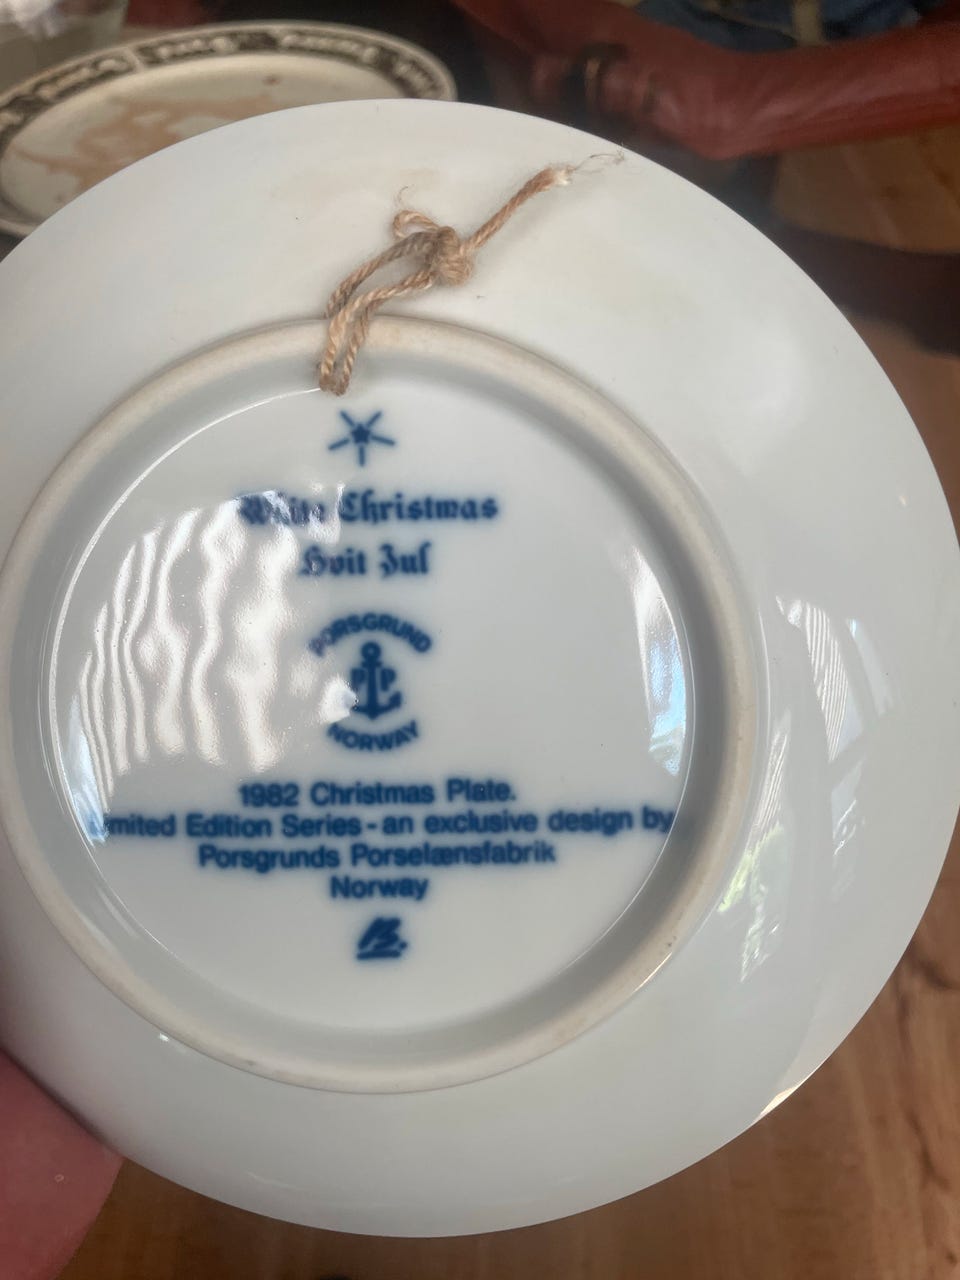 White Christmas
Hvit Jul
PORSGRUND
PP
NORWAY
1982 Christmas Plate.
Limited Edition Series - an exclusive design by
Porsgrunds Porselænsfabrik
Norway